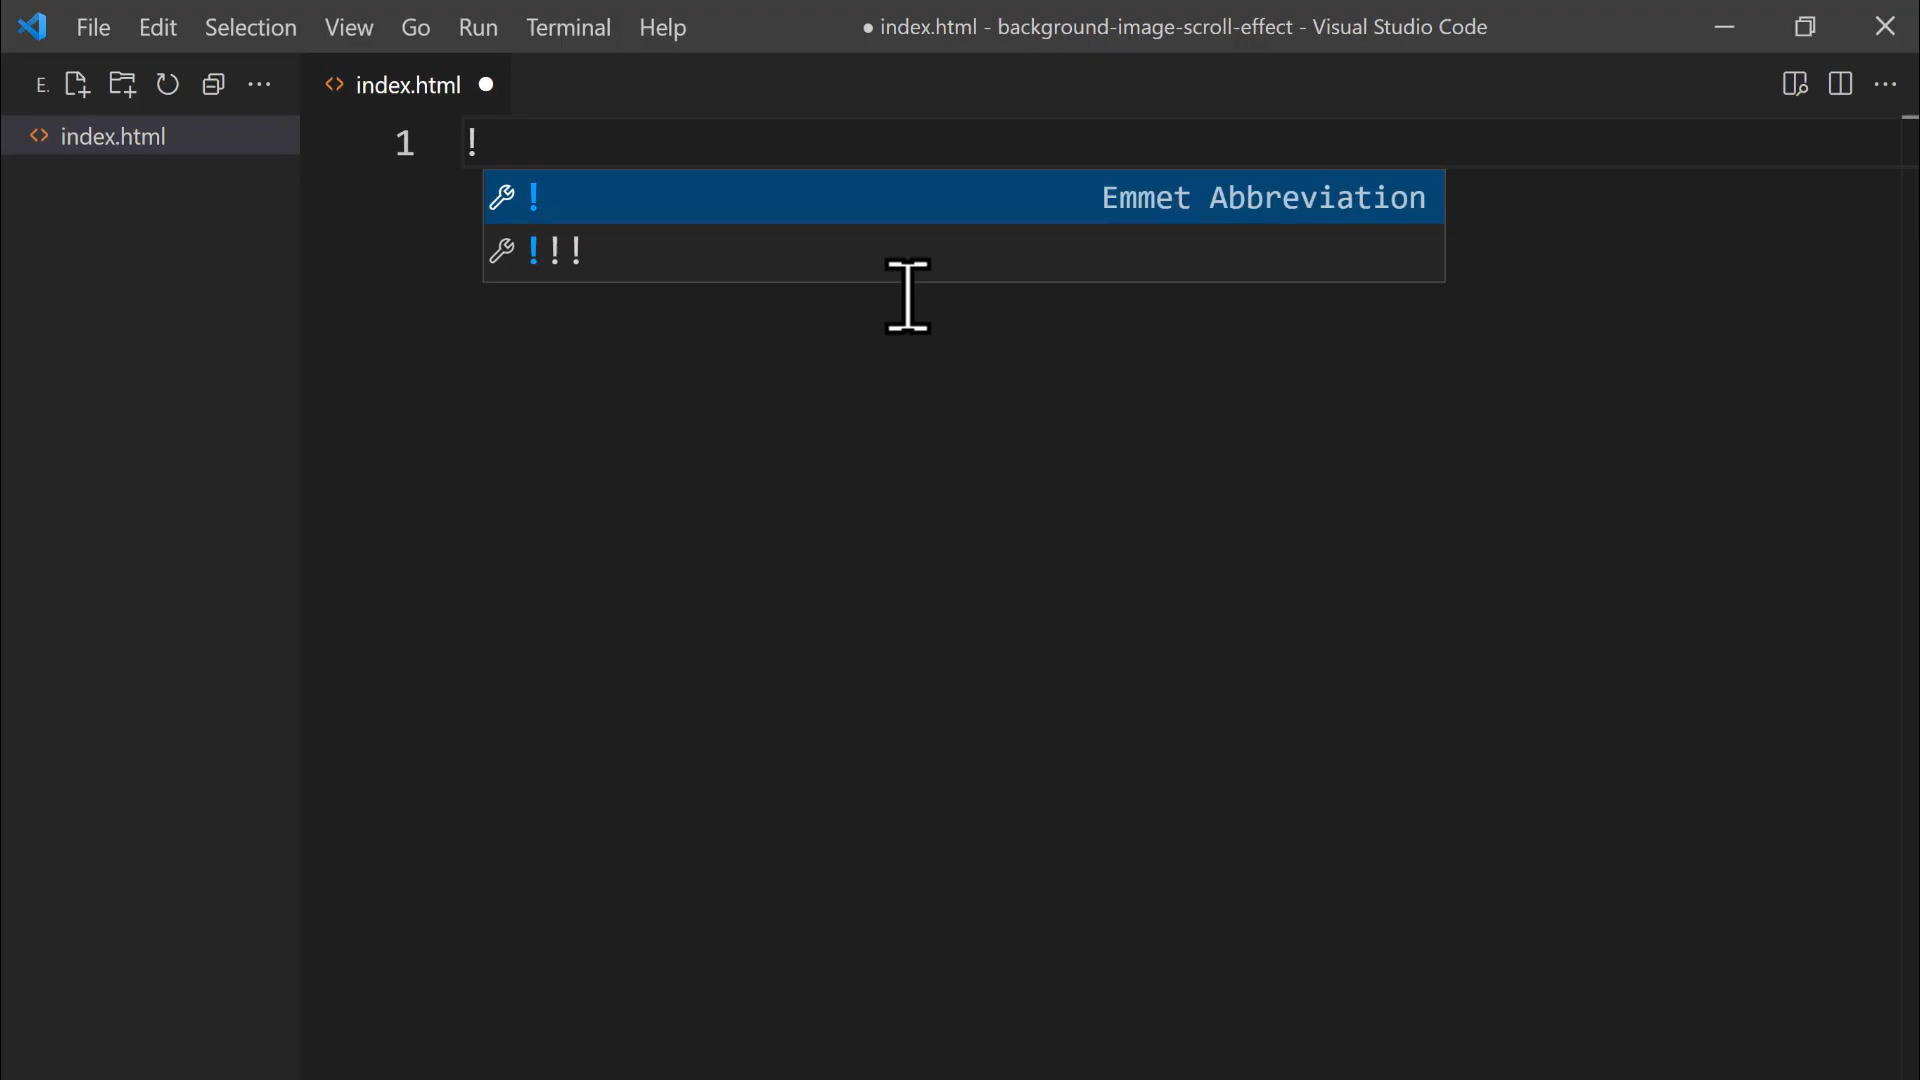 File Edit Selection View Go Run Terminal Help ● index.html - background-image-scroll-effect - Visual Studio Code
E. index.html
index.html
1 !
! Emmet Abbreviation
!!!